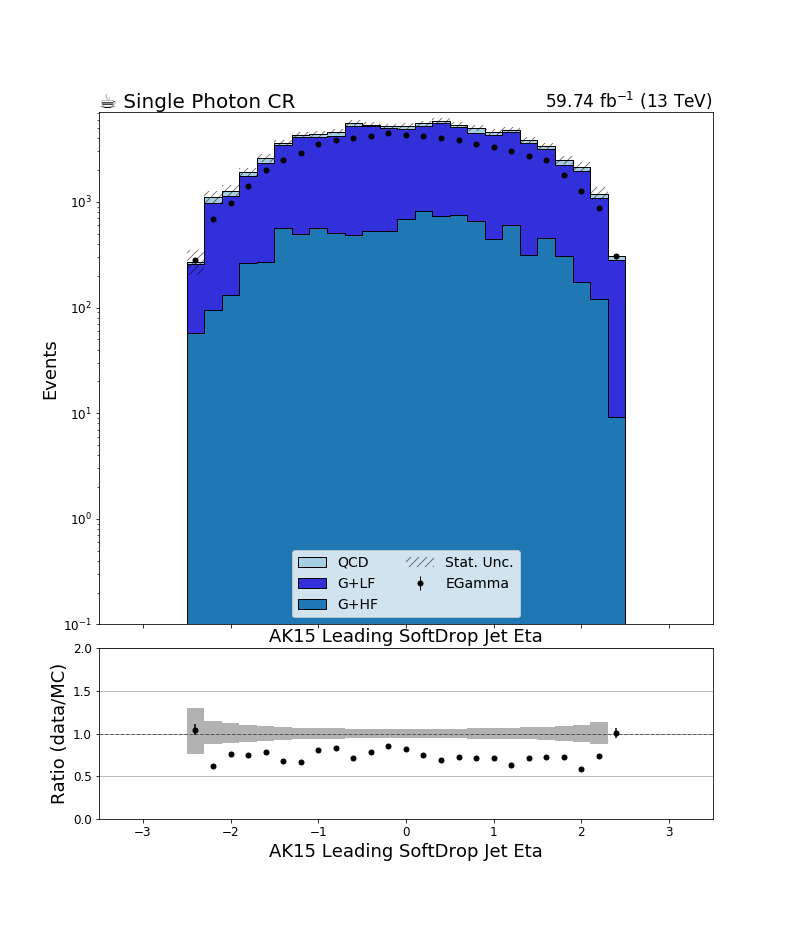 ☕ Single Photon CR
59.74 fb⁻¹ (13 TeV)
Events
10³
10²
10¹
10⁰
10⁻¹
QCD
G+LF
G+HF
Stat. Unc.
EGamma
AK15 Leading SoftDrop Jet Eta
Ratio (data/MC)
2.0
1.5
1.0
0.5
0.0
−3 −2 −1 0 1 2 3
AK15 Leading SoftDrop Jet Eta